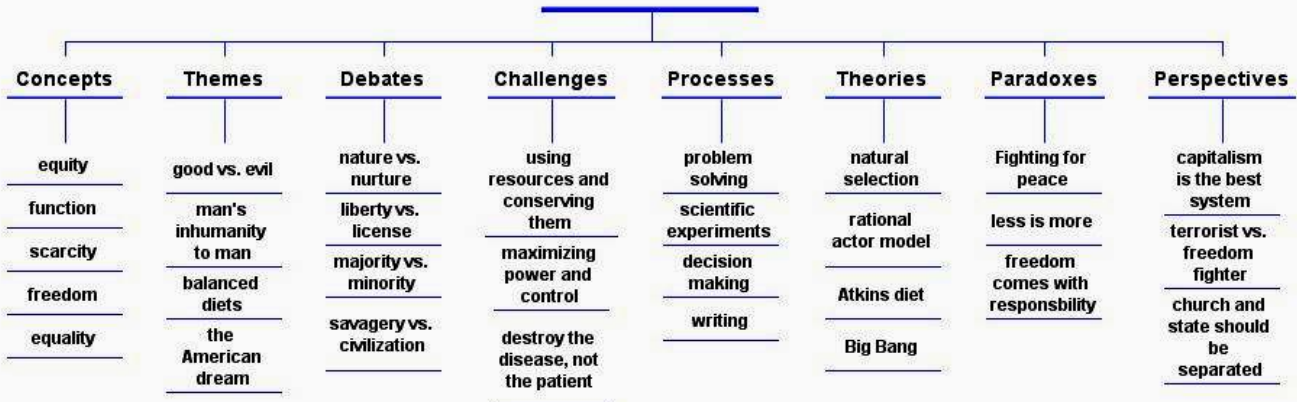 Concepts
Themes
Debates
Challenges
Processes
Theories
Paradoxes
Perspectives
equity
function
scarcity
freedom
equality
good vs. evil
man's
inhumanity
to man
balanced
diets
the
American
dream
nature vs.
nurture
liberty vs.
license
majority vs.
minority
savagery vs.
civilization
using
resources and
conserving
them
maximizing
power and
control
destroy the
disease, not
the patient
problem
solving
scientific
experiments
decision
making
writing
natural
selection
rational
actor model
Atkins diet
Big Bang
Fighting for
peace
less is more
freedom
comes with
responsbility
capitalism
is the best
system
terrorist vs.
freedom
fighter
church and
state should
be
separated